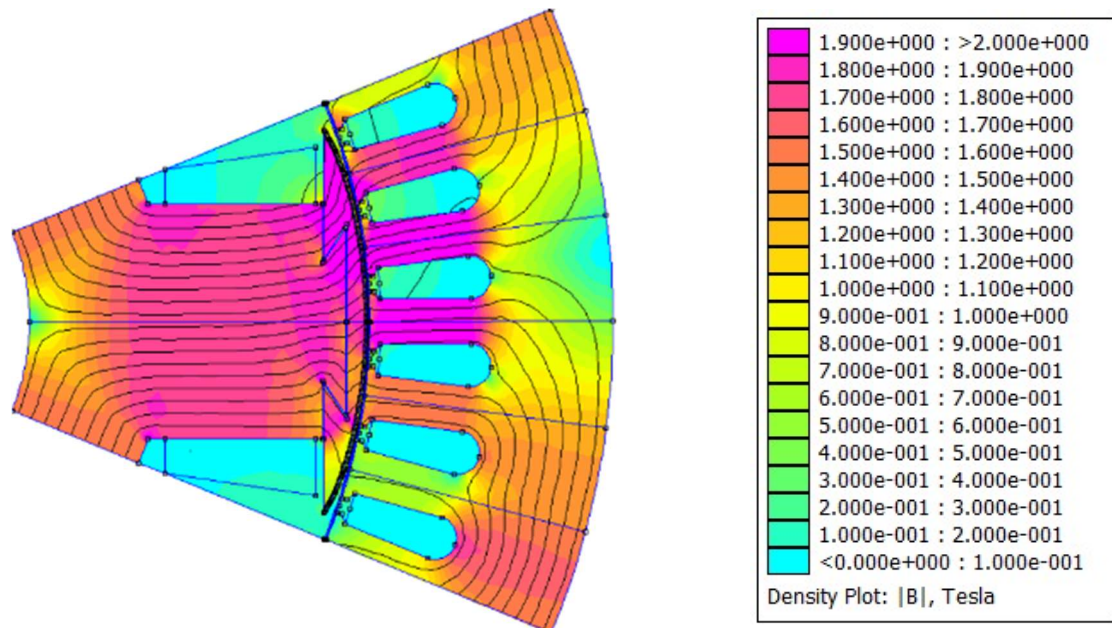 1.900e+000 : >2.000e+000
1.800e+000 : 1.900e+000
1.700e+000 : 1.800e+000
1.600e+000 : 1.700e+000
1.500e+000 : 1.600e+000
1.400e+000 : 1.500e+000
1.300e+000 : 1.400e+000
1.200e+000 : 1.300e+000
1.100e+000 : 1.200e+000
1.000e+000 : 1.100e+000
9.000e-001 : 1.000e+000
8.000e-001 : 9.000e-001
7.000e-001 : 8.000e-001
6.000e-001 : 7.000e-001
5.000e-001 : 6.000e-001
4.000e-001 : 5.000e-001
3.000e-001 : 4.000e-001
2.000e-001 : 3.000e-001
1.000e-001 : 2.000e-001
<0.000e+000 : 1.000e-001
Density Plot: |B|, Tesla